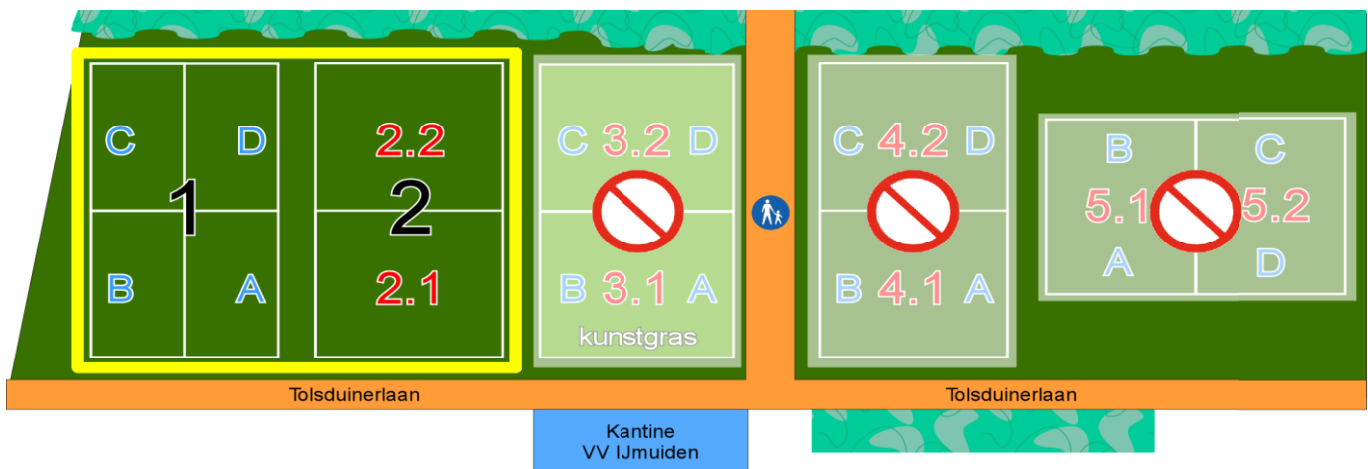 C D 2.2 C 3.2 D C 4.2 D B C
1 2 5.1 5.2
B A 2.1 B 3.1 A B 4.1 A A D
kunstgras
Tolsduinerlaan Tolsduinerlaan
Kantine
VV IJmuiden